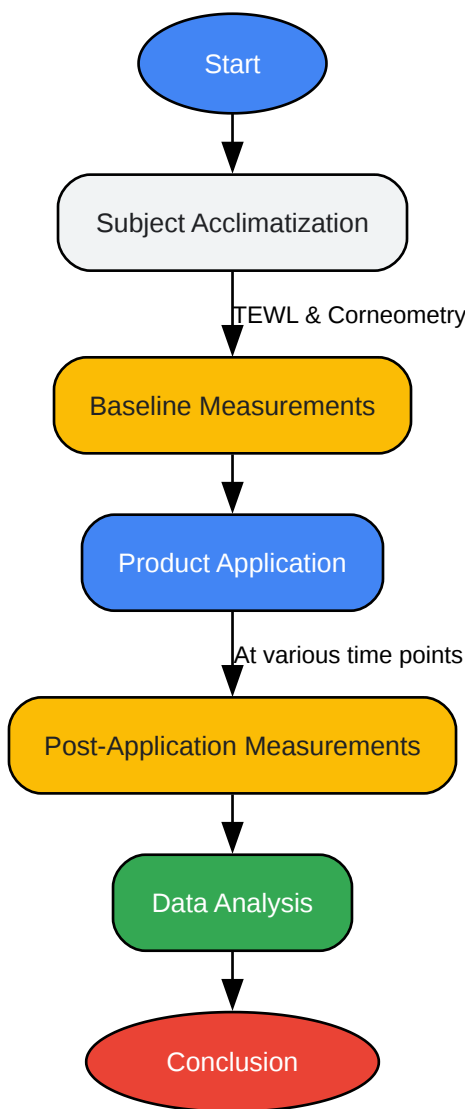 Start
Subject Acclimatization
TEWL & Corneometry
Baseline Measurements
Product Application
At various time points
Post-Application Measurements
Data Analysis
Conclusion